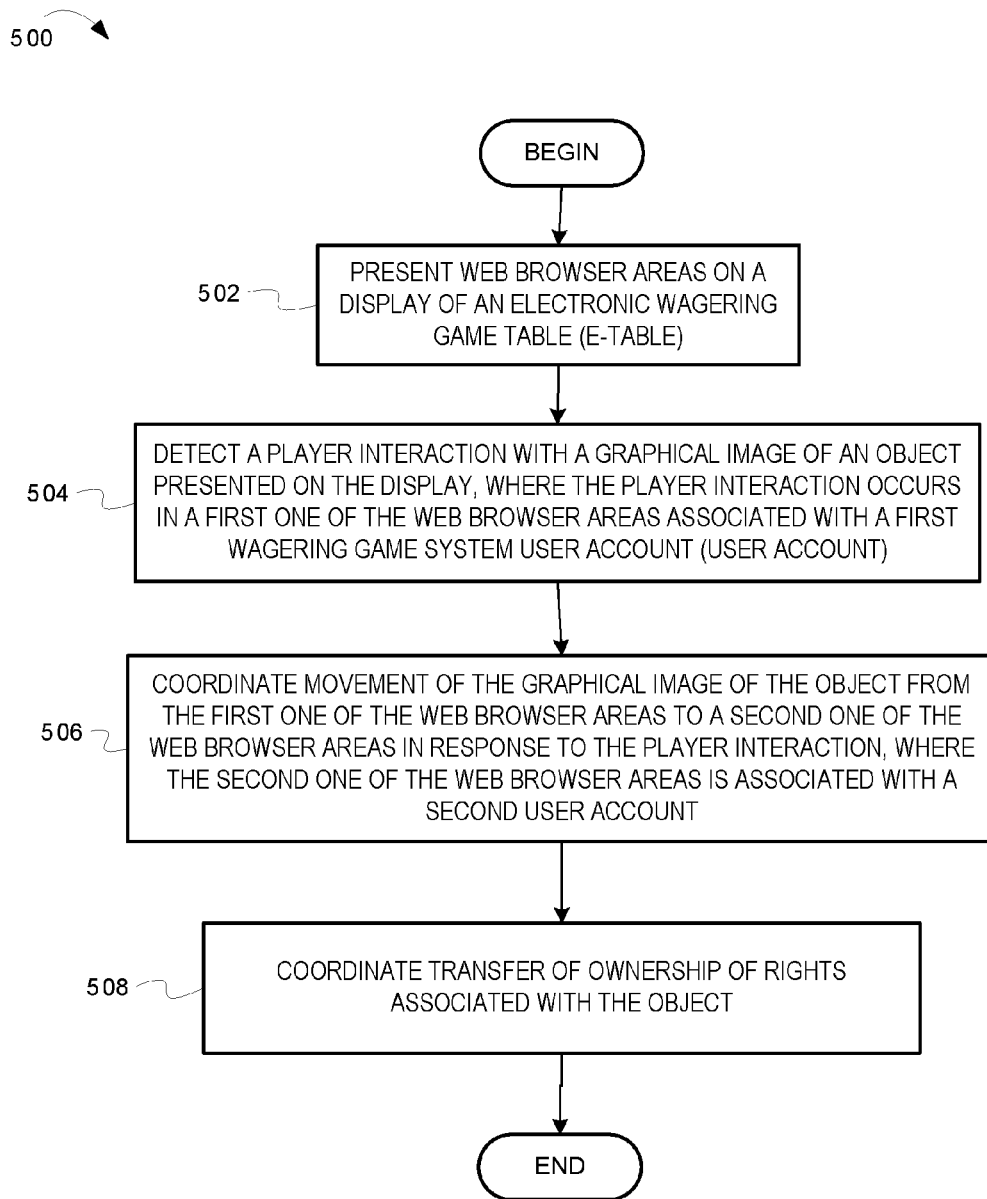 500
BEGIN
502
PRESENT WEB BROWSER AREAS ON A
DISPLAY OF AN ELECTRONIC WAGERING
GAME TABLE (E-TABLE)
504
DETECT A PLAYER INTERACTION WITH A GRAPHICAL IMAGE OF AN OBJECT
PRESENTED ON THE DISPLAY, WHERE THE PLAYER INTERACTION OCCURS
IN A FIRST ONE OF THE WEB BROWSER AREAS ASSOCIATED WITH A FIRST
WAGERING GAME SYSTEM USER ACCOUNT (USER ACCOUNT)
506
COORDINATE MOVEMENT OF THE GRAPHICAL IMAGE OF THE OBJECT FROM
THE FIRST ONE OF THE WEB BROWSER AREAS TO A SECOND ONE OF THE
WEB BROWSER AREAS IN RESPONSE TO THE PLAYER INTERACTION, WHERE
THE SECOND ONE OF THE WEB BROWSER AREAS IS ASSOCIATED WITH A
SECOND USER ACCOUNT
508
COORDINATE TRANSFER OF OWNERSHIP OF RIGHTS
ASSOCIATED WITH THE OBJECT
END